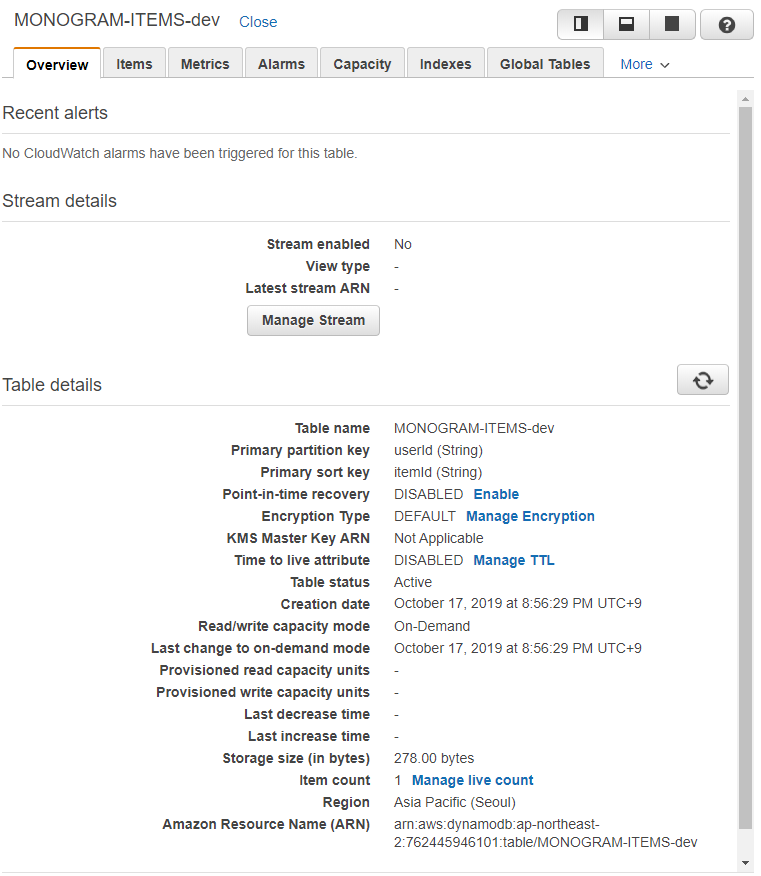 MONOGRAM-ITEMS-dev Close
Overview Items Metrics Alarms Capacity Indexes Global Tables More
Recent alerts
No CloudWatch alarms have been triggered for this table.
Stream details
Stream enabled No
View type -
Latest stream ARN -
Manage Stream
Table details
Table name MONOGRAM-ITEMS-dev
Primary partition key userId (String)
Primary sort key itemId (String)
Point-in-time recovery DISABLED Enable
Encryption Type DEFAULT Manage Encryption
KMS Master Key ARN Not Applicable
Time to live attribute DISABLED Manage TTL
Table status Active
Creation date October 17, 2019 at 8:56:29 PM UTC+9
Read/write capacity mode On-Demand
Last change to on-demand mode October 17, 2019 at 8:56:29 PM UTC+9
Provisioned read capacity units -
Provisioned write capacity units -
Last decrease time -
Last increase time -
Storage size (in bytes) 278.00 bytes
Item count 1 Manage live count
Region Asia Pacific (Seoul)
Amazon Resource Name (ARN) arn:aws:dynamodb:ap-northeast-
2:762445946101:table/MONOGRAM-ITEMS-dev